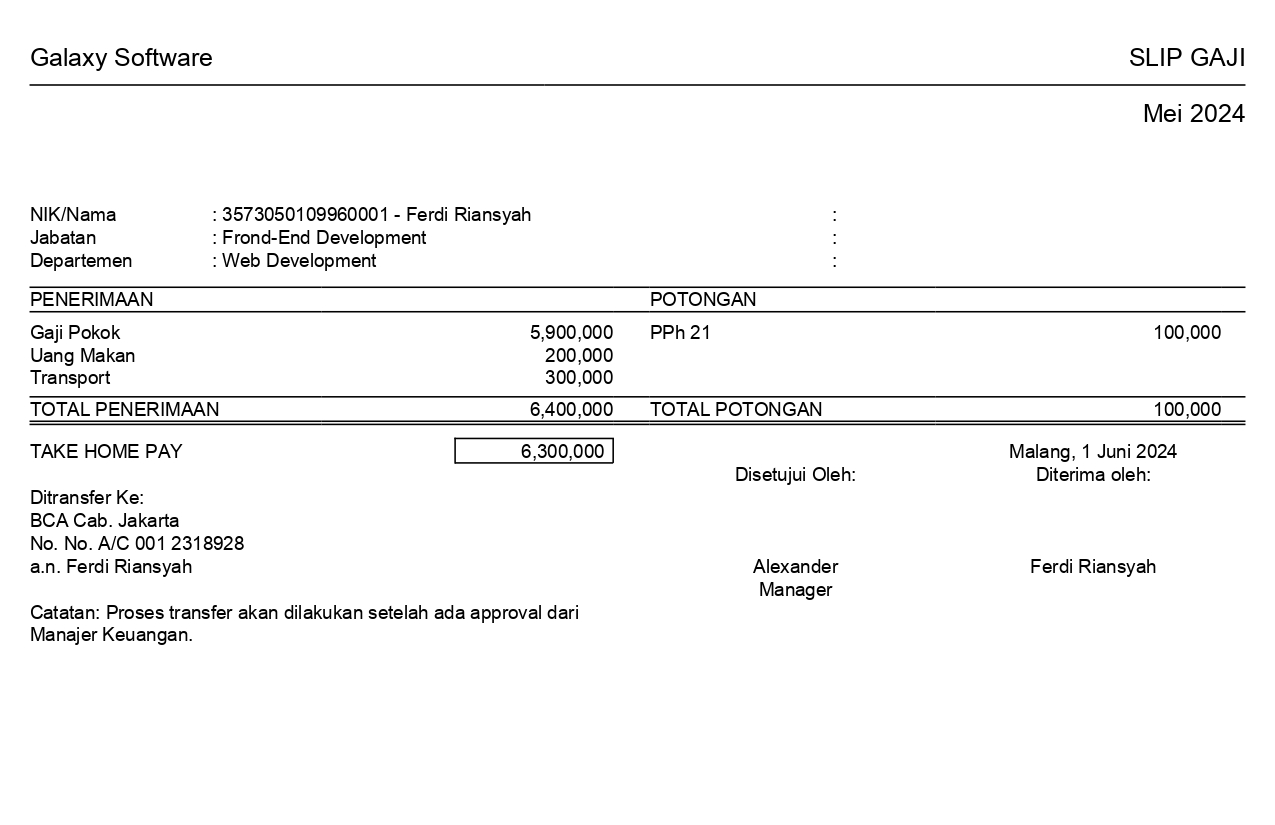 Galaxy Software SLIP GAJI
Mei 2024
NIK/Nama : 3573050109960001 - Ferdi Riansyah :
Jabatan : Frond-End Development :
Departemen : Web Development :
PENERIMAAN POTONGAN
Gaji Pokok 5,900,000 PPh 21 100,000
Uang Makan 200,000
Transport 300,000
TOTAL PENERIMAAN 6,400,000 TOTAL POTONGAN 100,000
TAKE HOME PAY 6,300,000 Malang, 1 Juni 2024
Disetujui Oleh: Diterima oleh:
Ditransfer Ke:
BCA Cab. Jakarta
No. No. A/C 001 2318928
a.n. Ferdi Riansyah Alexander Ferdi Riansyah
Manager
Catatan: Proses transfer akan dilakukan setelah ada approval dari
Manajer Keuangan.